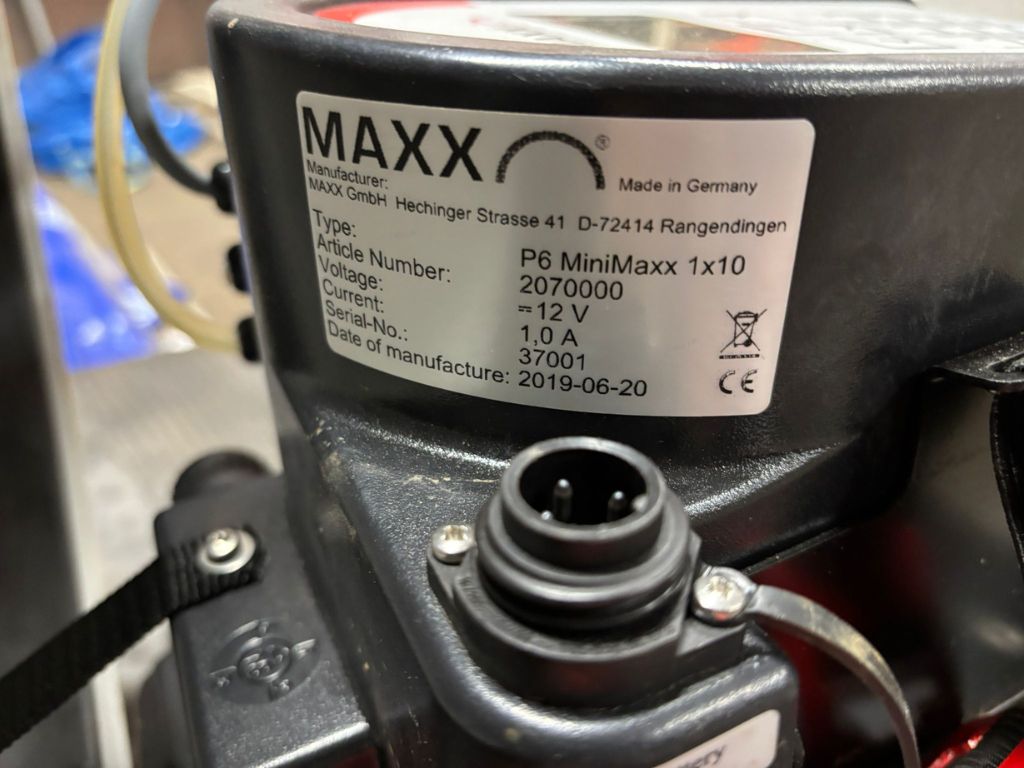 MAXX ®
Made in Germany
Manufacturer:
MAXX GmbH Hechinger Strasse 41 D-72414 Rangendingen
Type: P6 MiniMaxx 1x10
Article Number: 2070000
Voltage: =12 V
Current: 1,0 A
Serial-No.: 37001
Date of manufacture: 2019-06-20
CE